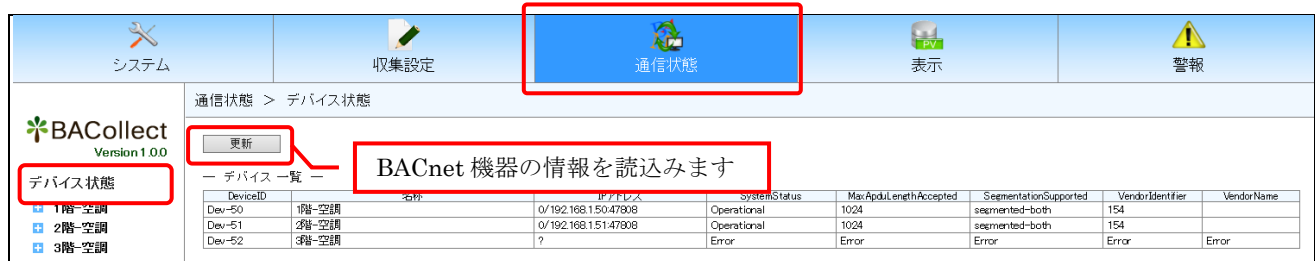 システム 収集設定 通信状態 表示 警報
PV
通信状態 > デバイス状態
BACollect
Version 1.0.0
更新
BACnet 機器の情報を読込みます
デバイス状態
1階-空調
2階-空調
3階-空調
― デバイス 一覧 ―
DeviceID 名称 IPアドレス SystemStatus MaxApduLengthAccepted SegmentationSupported VendorIdentifier VendorName
Dev-50 1階-空調 0/192.168.1.50:47808 Operational 1024 segmented-both 154
Dev-51 2階-空調 0/192.168.1.51:47808 Operational 1024 segmented-both 154
Dev-52 3階-空調 ? Error Error Error Error Error